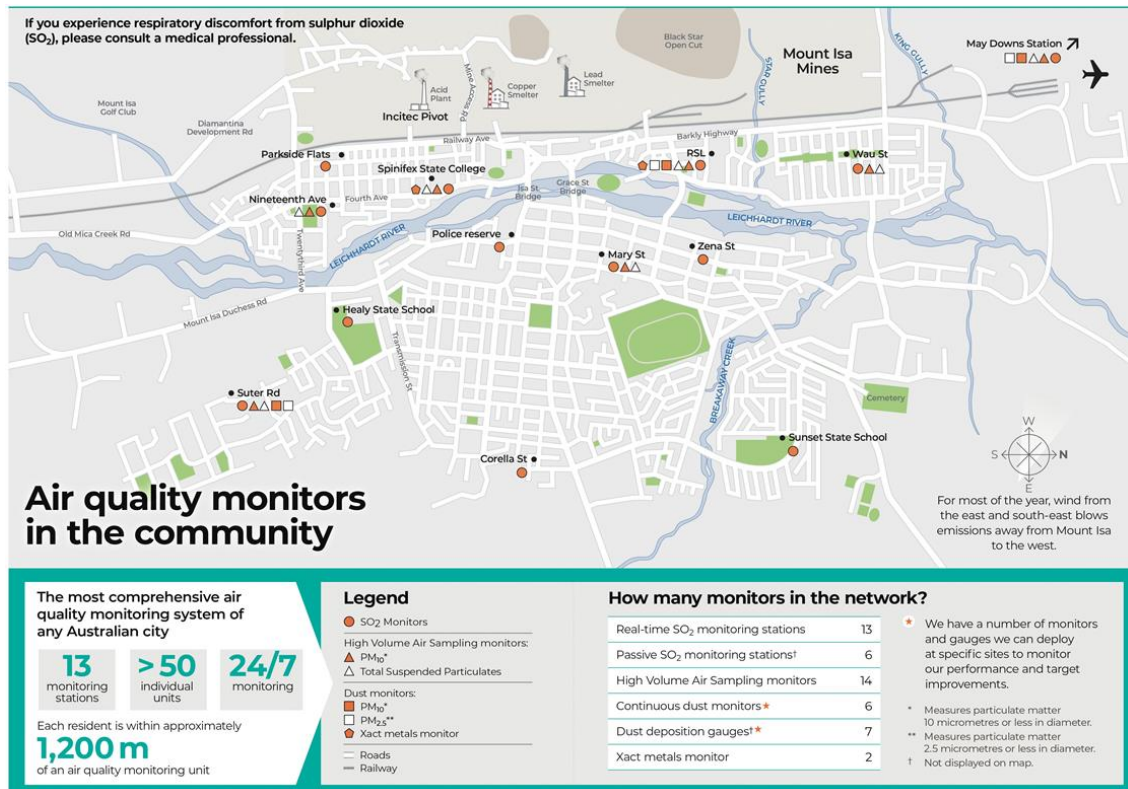 If you experience respiratory discomfort from sulphur dioxide
(SO₂), please consult a medical professional.
Black Star
Open Cut
Mount Isa
Mines
STAR GULLY
KING GULLY
May Downs Station
Mount Isa
Golf Club
Diamantina
Development Rd
Acid
Plant
Mine Access Rd
Copper
Smelter
Lead
Smelter
Incitec Pivot
Railway Ave
Barkly Highway
Parkside Flats
Spinifex State College
RSL
Wau St
Nineteenth Ave
Fourth Ave
Isa St
Bridge
Grace St
Bridge
Old Mica Creek Rd
Twentythird Ave
LEICHHARDT RIVER
LEICHHARDT RIVER
Police reserve
Mary St
Zena St
Mount Isa Duchess Rd
Healy State School
Transmission St
BREAKAWAY CREEK
Suter Rd
Cemetery
Corella St
Sunset State School
W
S
N
E
For most of the year, wind from
the east and south-east blows
emissions away from Mount Isa
to the west.
Air quality monitors
in the community
The most comprehensive air
quality monitoring system of
any Australian city
13
monitoring
stations
> 50
individual
units
24/7
monitoring
Each resident is within approximately
1,200 m
of an air quality monitoring unit
Legend
SO₂ Monitors
High Volume Air Sampling monitors:
PM₁₀*
Total Suspended Particulates
Dust monitors:
PM₁₀*
PM₂.₅**
Xact metals monitor
Roads
Railway
How many monitors in the network?
Real-time SO₂ monitoring stations 13
Passive SO₂ monitoring stations† 6
High Volume Air Sampling monitors 14
Continuous dust monitors★ 6
Dust deposition gauges†★ 7
Xact metals monitor 2
★ We have a number of monitors
and gauges we can deploy
at specific sites to monitor
our performance and target
improvements.
* Measures particulate matter
10 micrometres or less in diameter.
** Measures particulate matter
2.5 micrometres or less in diameter.
† Not displayed on map.